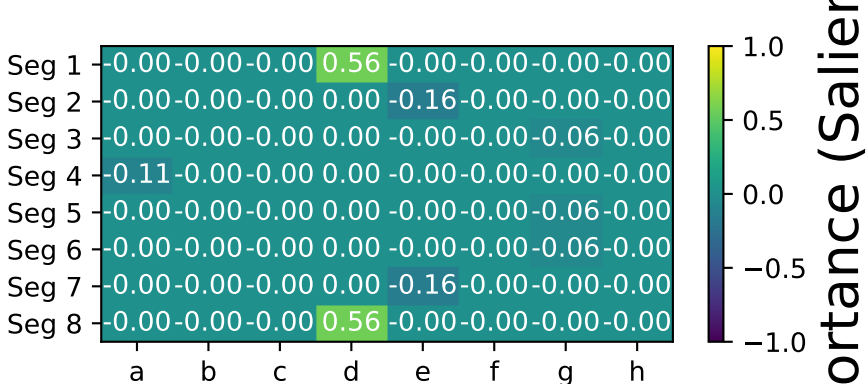 Seg 1 -0.00 -0.00 -0.00 0.56 -0.00 -0.00 -0.00 -0.00
Seg 2 -0.00 -0.00 -0.00 0.00 -0.16 -0.00 -0.00 -0.00
Seg 3 -0.00 -0.00 -0.00 0.00 -0.00 -0.00 -0.06 -0.00
Seg 4 -0.11 -0.00 -0.00 0.00 -0.00 -0.00 -0.00 -0.00
Seg 5 -0.00 -0.00 -0.00 0.00 -0.00 -0.00 -0.06 -0.00
Seg 6 -0.00 -0.00 -0.00 0.00 -0.00 -0.00 -0.06 -0.00
Seg 7 -0.00 -0.00 -0.00 0.00 -0.16 -0.00 -0.00 -0.00
Seg 8 -0.00 -0.00 -0.00 0.56 -0.00 -0.00 -0.00 -0.00
a b c d e f g h
1.0
0.5
0.0
−0.5
−1.0
ortance (Salien